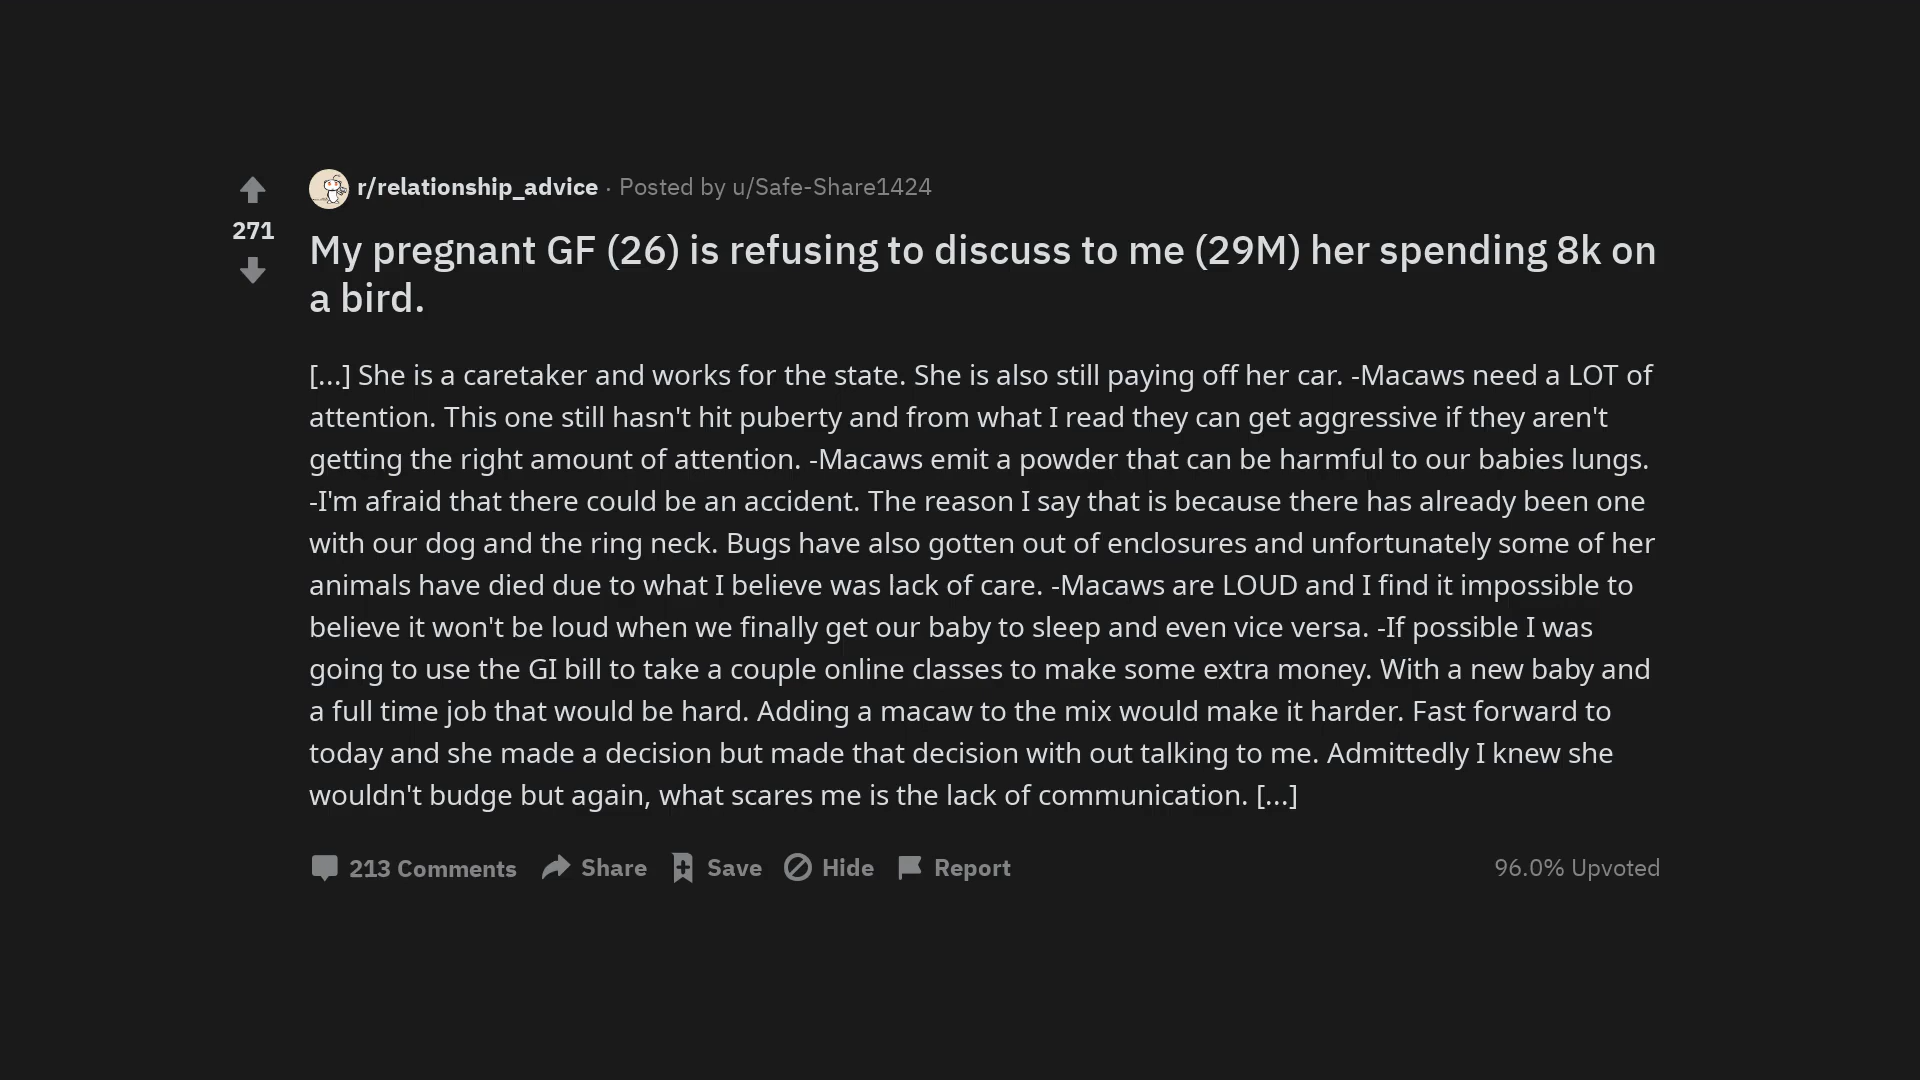 r/relationship_advice · Posted by u/Safe-Share1424
271
My pregnant GF (26) is refusing to discuss to me (29M) her spending 8k on
a bird.
[...] She is a caretaker and works for the state. She is also still paying off her car. -Macaws need a LOT of
attention. This one still hasn't hit puberty and from what I read they can get aggressive if they aren't
getting the right amount of attention. -Macaws emit a powder that can be harmful to our babies lungs.
-I'm afraid that there could be an accident. The reason I say that is because there has already been one
with our dog and the ring neck. Bugs have also gotten out of enclosures and unfortunately some of her
animals have died due to what I believe was lack of care. -Macaws are LOUD and I find it impossible to
believe it won't be loud when we finally get our baby to sleep and even vice versa. -If possible I was
going to use the GI bill to take a couple online classes to make some extra money. With a new baby and
a full time job that would be hard. Adding a macaw to the mix would make it harder. Fast forward to
today and she made a decision but made that decision with out talking to me. Admittedly I knew she
wouldn't budge but again, what scares me is the lack of communication. [...]
213 Comments Share Save Hide Report 96.0% Upvoted